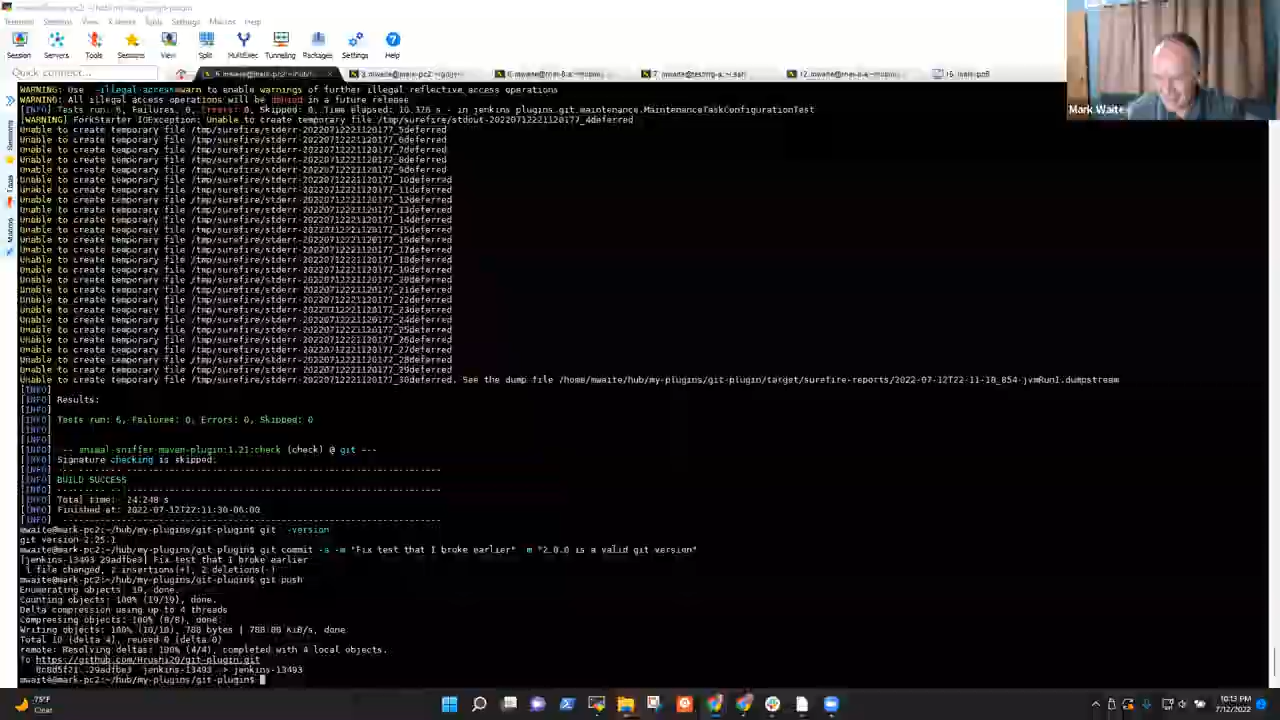 Terminal Sessions View X server Tools Settings Macros Help
Session Servers Tools Sessions View Split MultiExec Tunneling Packages Settings Help
Quick connect...
WARNING: Use --illegal-access=warn to enable warnings of further illegal reflective access operations
WARNING: All illegal access operations will be denied in a future release
[INFO] Tests run: 6, Failures: 0, Errors: 0, Skipped: 0, Time elapsed: 16.326 s - in jenkins.plugins.git.maintenance.MaintenanceTaskConfigurationTest
[WARNING] ForkStarter IOException: Unable to create temporary file /tmp/surefire/stdout-20220712221120177_4deferred
Unable to create temporary file /tmp/surefire/stderr-20220712221120177_5deferred
Unable to create temporary file /tmp/surefire/stderr-20220712221120177_6deferred
Unable to create temporary file /tmp/surefire/stderr-20220712221120177_7deferred
Unable to create temporary file /tmp/surefire/stderr-20220712221120177_8deferred
Unable to create temporary file /tmp/surefire/stderr-20220712221120177_9deferred
Unable to create temporary file /tmp/surefire/stderr-20220712221120177_10deferred
Unable to create temporary file /tmp/surefire/stderr-20220712221120177_11deferred
Unable to create temporary file /tmp/surefire/stderr-20220712221120177_12deferred
Unable to create temporary file /tmp/surefire/stderr-20220712221120177_13deferred
Unable to create temporary file /tmp/surefire/stderr-20220712221120177_14deferred
Unable to create temporary file /tmp/surefire/stderr-20220712221120177_15deferred
Unable to create temporary file /tmp/surefire/stderr-20220712221120177_16deferred
Unable to create temporary file /tmp/surefire/stderr-20220712221120177_17deferred
Unable to create temporary file /tmp/surefire/stderr-20220712221120177_18deferred
Unable to create temporary file /tmp/surefire/stderr-20220712221120177_19deferred
Unable to create temporary file /tmp/surefire/stderr-20220712221120177_20deferred
Unable to create temporary file /tmp/surefire/stderr-20220712221120177_21deferred
Unable to create temporary file /tmp/surefire/stderr-20220712221120177_22deferred
Unable to create temporary file /tmp/surefire/stderr-20220712221120177_23deferred
Unable to create temporary file /tmp/surefire/stderr-20220712221120177_24deferred
Unable to create temporary file /tmp/surefire/stderr-20220712221120177_25deferred
Unable to create temporary file /tmp/surefire/stderr-20220712221120177_26deferred
Unable to create temporary file /tmp/surefire/stderr-20220712221120177_27deferred
Unable to create temporary file /tmp/surefire/stderr-20220712221120177_28deferred
Unable to create temporary file /tmp/surefire/stderr-20220712221120177_29deferred
Unable to create temporary file /tmp/surefire/stderr-20220712221120177_30deferred. See the dump file /home/mwaite/hub/my-plugins/git-plugin/target/surefire-reports/2022-07-12T22-11-10_854-jvmRun1.dumpstream
[INFO]
[INFO] Results:
[INFO]
[INFO] Tests run: 6, Failures: 0, Errors: 0, Skipped: 0
[INFO]
[INFO]
[INFO] --- animal-sniffer-maven-plugin:1.21:check (check) @ git ---
[INFO] Signature checking is skipped.
[INFO] ------------------------------------------------------------------------
[INFO] BUILD SUCCESS
[INFO] ------------------------------------------------------------------------
[INFO] Total time: 24.248 s
[INFO] Finished at: 2022-07-12T22:11:30-06:00
[INFO] ------------------------------------------------------------------------
mwaite@mark-pc2:~/hub/my-plugins/git-plugin$ git --version
git version 2.25.1
mwaite@mark-pc2:~/hub/my-plugins/git-plugin$ git commit -a -m "Fix test that I broke earlier" -m "2.0.0 is a valid git version"
[jenkins-13493 29adfbe3] Fix test that I broke earlier
1 file changed, 2 insertions(+), 2 deletions(-)
mwaite@mark-pc2:~/hub/my-plugins/git-plugin$ git push
Enumerating objects: 19, done.
Counting objects: 100% (19/19), done.
Delta compression using up to 4 threads
Compressing objects: 100% (8/8), done.
Writing objects: 100% (10/10), 788 bytes | 788.00 KiB/s, done.
Total 10 (delta 4), reused 0 (delta 0)
remote: Resolving deltas: 100% (4/4), completed with 4 local objects.
To https://github.com/Hrushi20/git-plugin.git
jenkins-13493 -> jenkins-13493
mwaite@mark-pc2:~/hub/my-plugins/git-plugin$
Sessions
Tools
Macros
Mark Waite
75°F
Clear
10:13 PM
7/12/2022